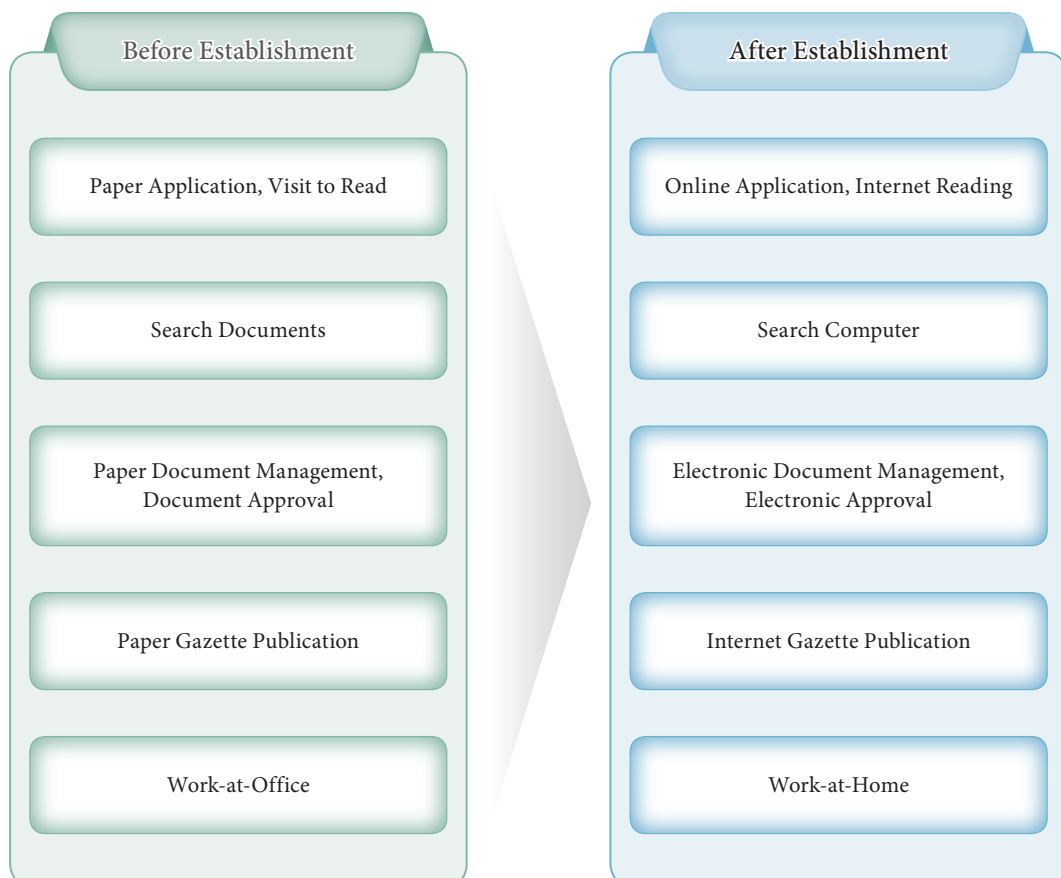 Before Establishment
Paper Application, Visit to Read
Search Documents
Paper Document Management,
Document Approval
Paper Gazette Publication
Work-at-Office
After Establishment
Online Application, Internet Reading
Search Computer
Electronic Document Management,
Electronic Approval
Internet Gazette Publication
Work-at-Home